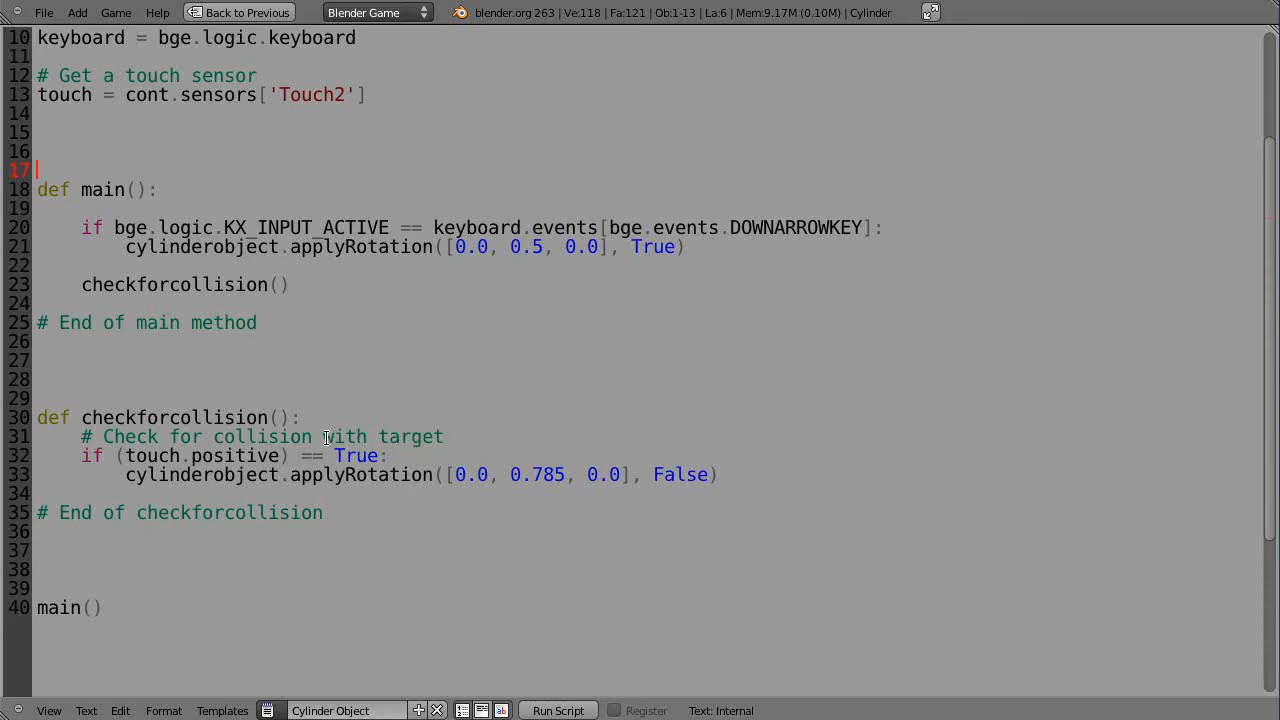 File Add Game Help Back to Previous Blender Game blender.org 263 | Ve:118 | Fa:121 | Ob:1-13 | La:6 | Mem:9.17M (0.10M) | Cylinder
10 keyboard = bge.logic.keyboard
11
12 # Get a touch sensor
13 touch = cont.sensors['Touch2']
14
15
16
17
18 def main():
19
20     if bge.logic.KX_INPUT_ACTIVE == keyboard.events[bge.events.DOWNARROWKEY]:
21         cylinderobject.applyRotation([0.0, 0.5, 0.0], True)
22
23     checkforcollision()
24
25 # End of main method
26
27
28
29
30 def checkforcollision():
31     # Check for collision with target
32     if (touch.positive) == True:
33         cylinderobject.applyRotation([0.0, 0.785, 0.0], False)
34
35 # End of checkforcollision
36
37
38
39
40 main()
View Text Edit Format Templates Cylinder Object Run Script Register Text: Internal